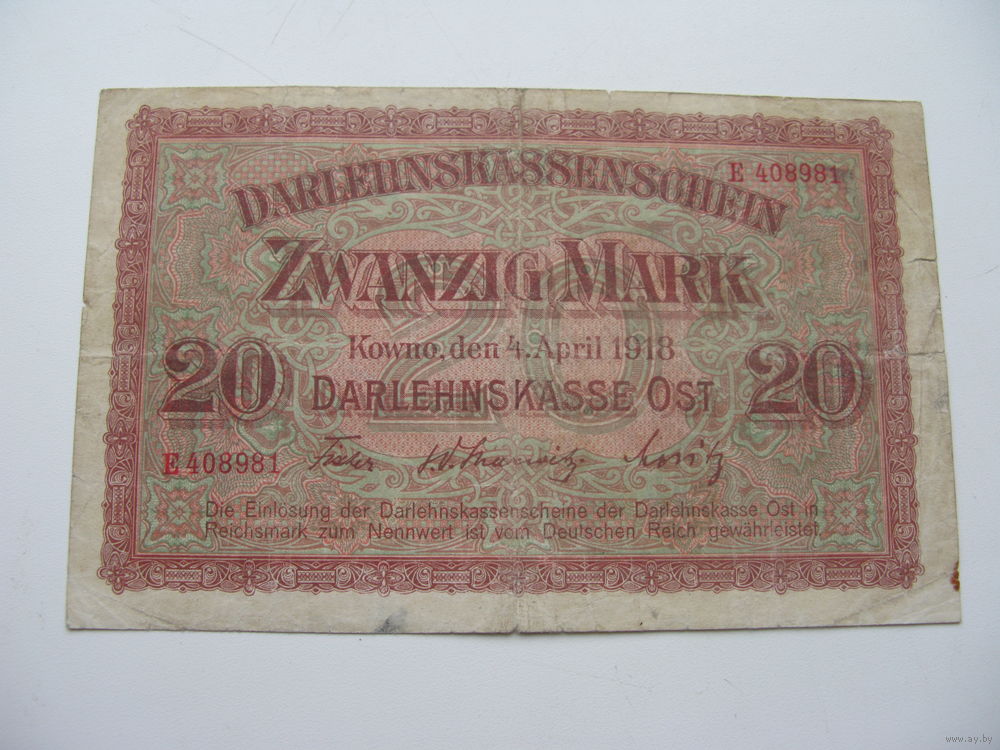 DARLEHNSKASSENSCHEIN
E 408981
ZWANZIG MARK
20
Kowno, den 4. April 1918
20 DARLEHNSKASSE OST 20
E 408981
Die Einlösung der Darlehnskassenscheine der Darlehnskasse Ost in
Reichsmark zum Nennwert ist vom Deutschen Reich gewährleistet
www.ay.by